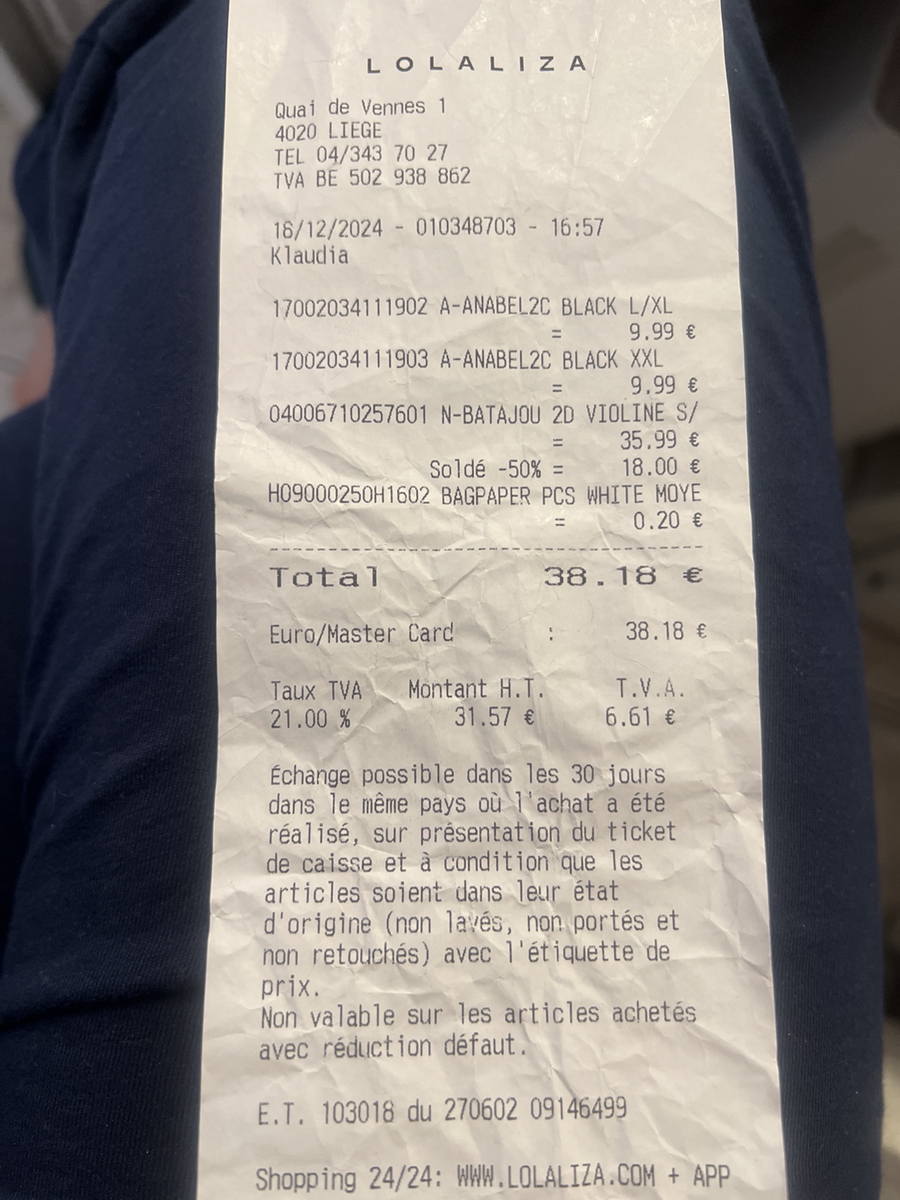 LOLALIZA
Quai de Vennes 1
4020 LIEGE
TEL 04/343 70 27
TVA BE 502 938 862
18/12/2024 - 010348703 - 16:57
Klaudia
17002034111902 A-ANABEL2C BLACK L/XL
= 9.99 €
17002034111903 A-ANABEL2C BLACK XXL
= 9.99 €
04006710257601 N-BATAJOU 2D VIOLINE S/
= 35.99 €
Soldé -50% = 18.00 €
H09000250H1602 BAGPAPER PCS WHITE MOYE
= 0.20 €
Total 38.18 €
Euro/Master Card : 38.18 €
Taux TVA Montant H.T. T.V.A.
21.00 % 31.57 € 6.61 €
Échange possible dans les 30 jours
dans le même pays où l'achat a été
réalisé, sur présentation du ticket
de caisse et à condition que les
articles soient dans leur état
d'origine (non lavés, non portés et
non retouchés) avec l'étiquette de
prix.
Non valable sur les articles achetés
avec réduction défaut.
E.T. 103018 du 270602 09146499
Shopping 24/24: WWW.LOLALIZA.COM + APP